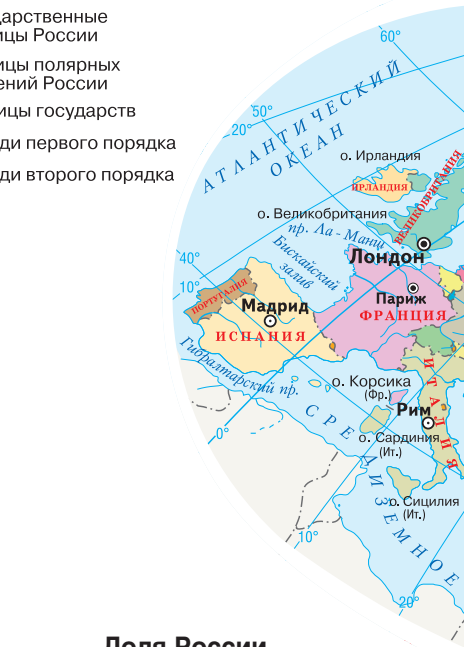 дарственные
ицы России
ицы полярных
ений России
ицы государств
ди первого порядка
ди второго порядка
60°
50°
20°
АТЛАНТИЧЕСКИЙ
ОКЕАН
о. Ирландия
ИРЛАНДИЯ
ВЕЛИКОБРИТАНИЯ
о. Великобритания
пр. Ла-Манш
Бискайский
залив
Лондон
40°
10°
ПОРТУГАЛИЯ
Мадрид
ИСПАНИЯ
Париж
ФРАНЦИЯ
Гибралтарский пр.
о. Корсика
(Фр.)
ИТАЛИЯ
Рим
0°
СРЕДИЗЕМНОЕ
о. Сардиния
(Ит.)
о. Сицилия
(Ит.)
10°
20°
Доля России